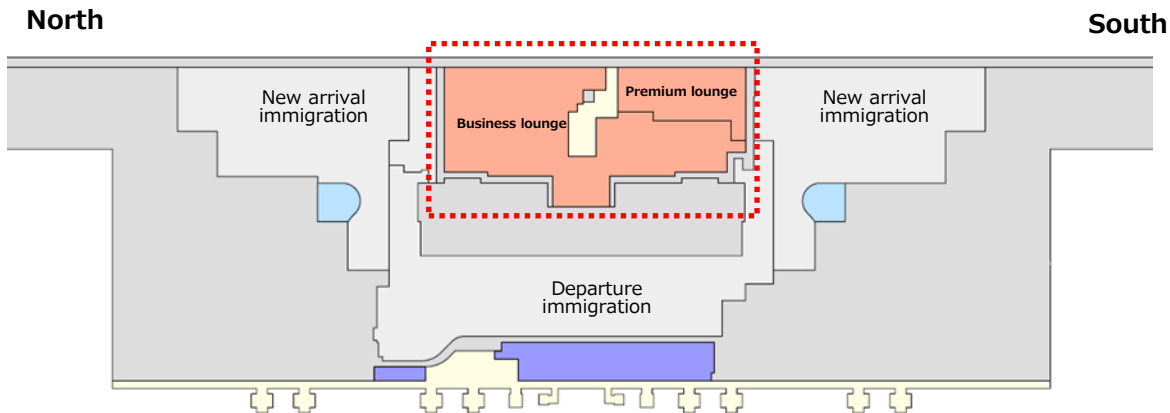 North
South
New arrival
immigration
Business lounge
Premium lounge
New arrival
immigration
Departure
immigration